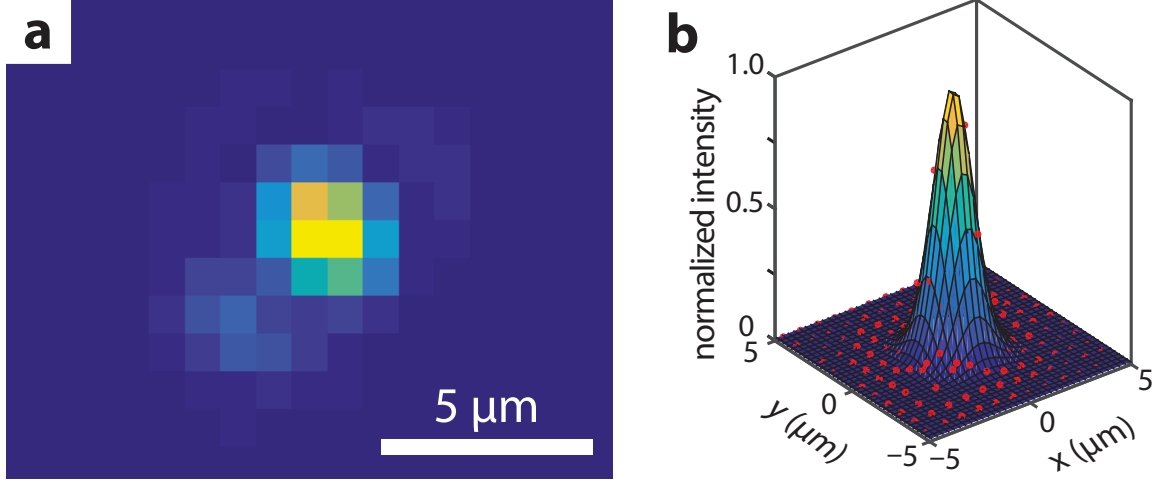 a
5 μm
b
normalized intensity
1.0
0.5
0
5
0
−5
y (μm)
−5
0
5
x (μm)